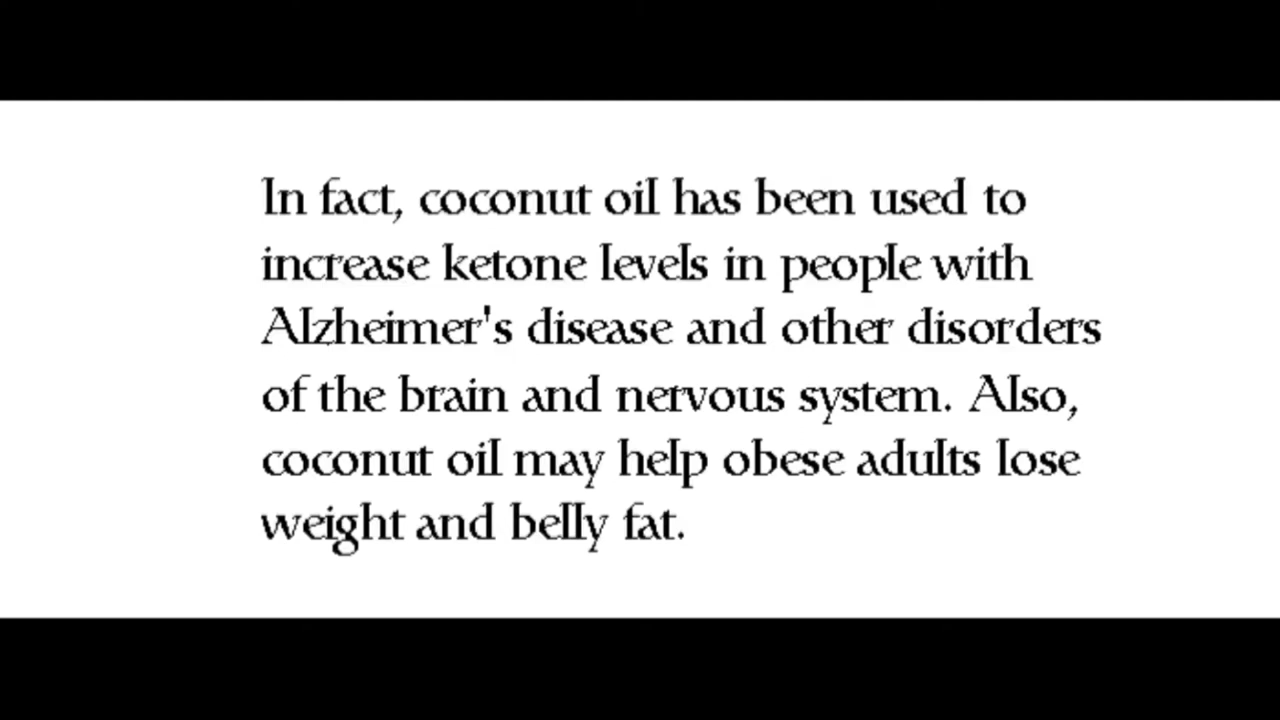 In fact, coconut oil has been used to
increase ketone levels in people with
Alzheimer's disease and other disorders
of the brain and nervous system. Also,
coconut oil may help obese adults lose
weight and belly fat.